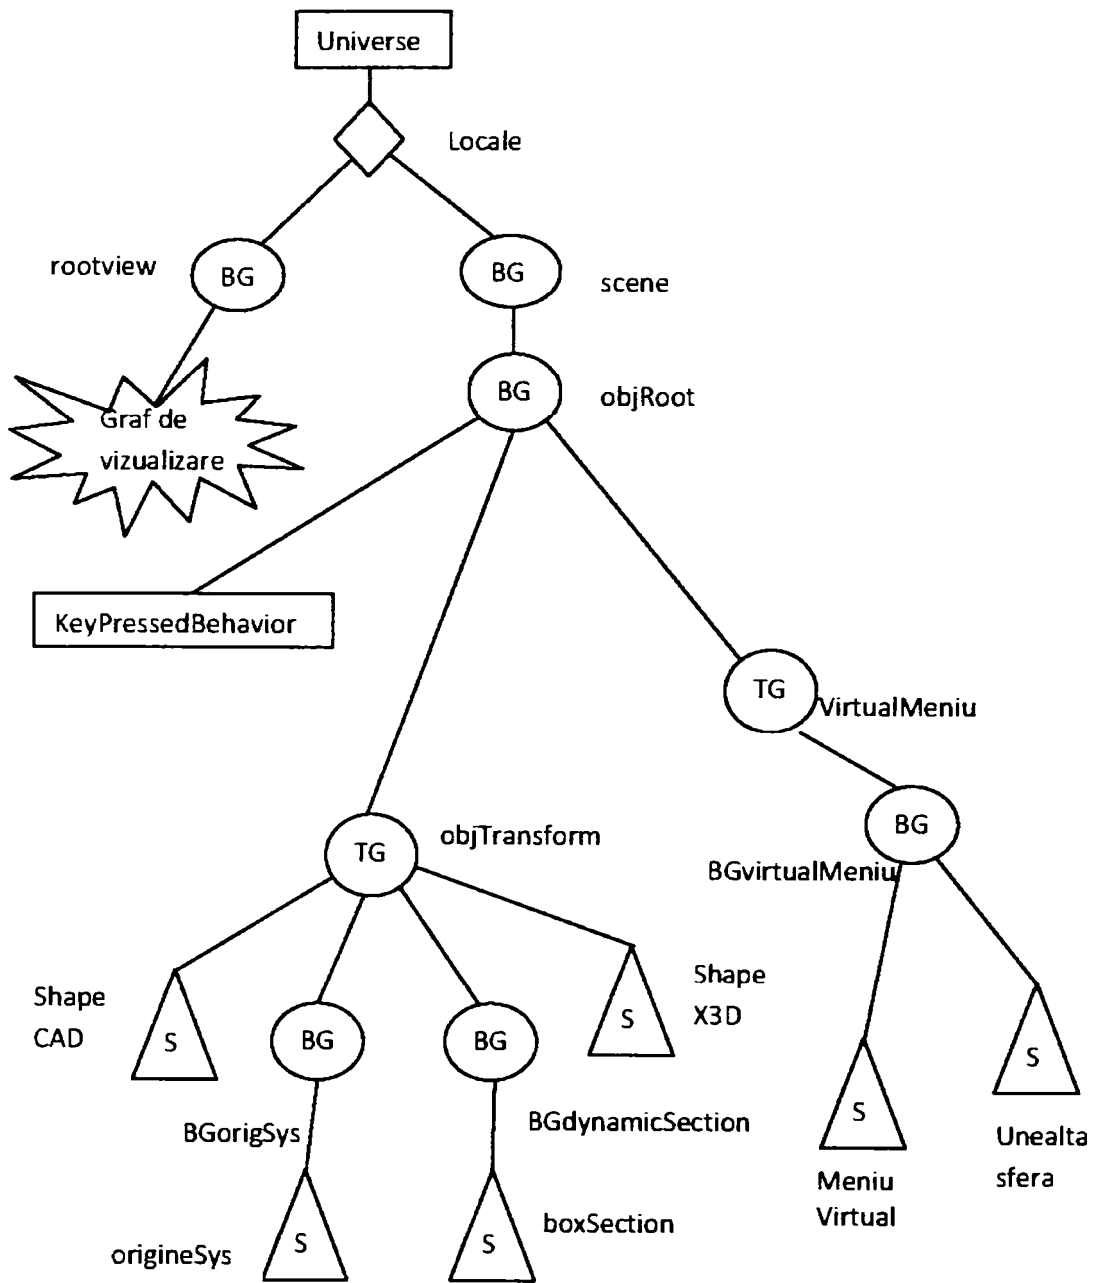 Universe
Locale
rootview
BG
BG
scene
BG
objRoot
Graf de
vizualizare
KeyPressedBehavior
TG
VirtualMeniu
TG
objTransform
BG
BGvirtualMeniu
Shape
CAD
S
BG
BG
S
Shape
X3D
S
BGorigSys
BGdynamicSection
S
Unealta
sfera
Meniu
Virtual
origineSys
S
S
boxSection